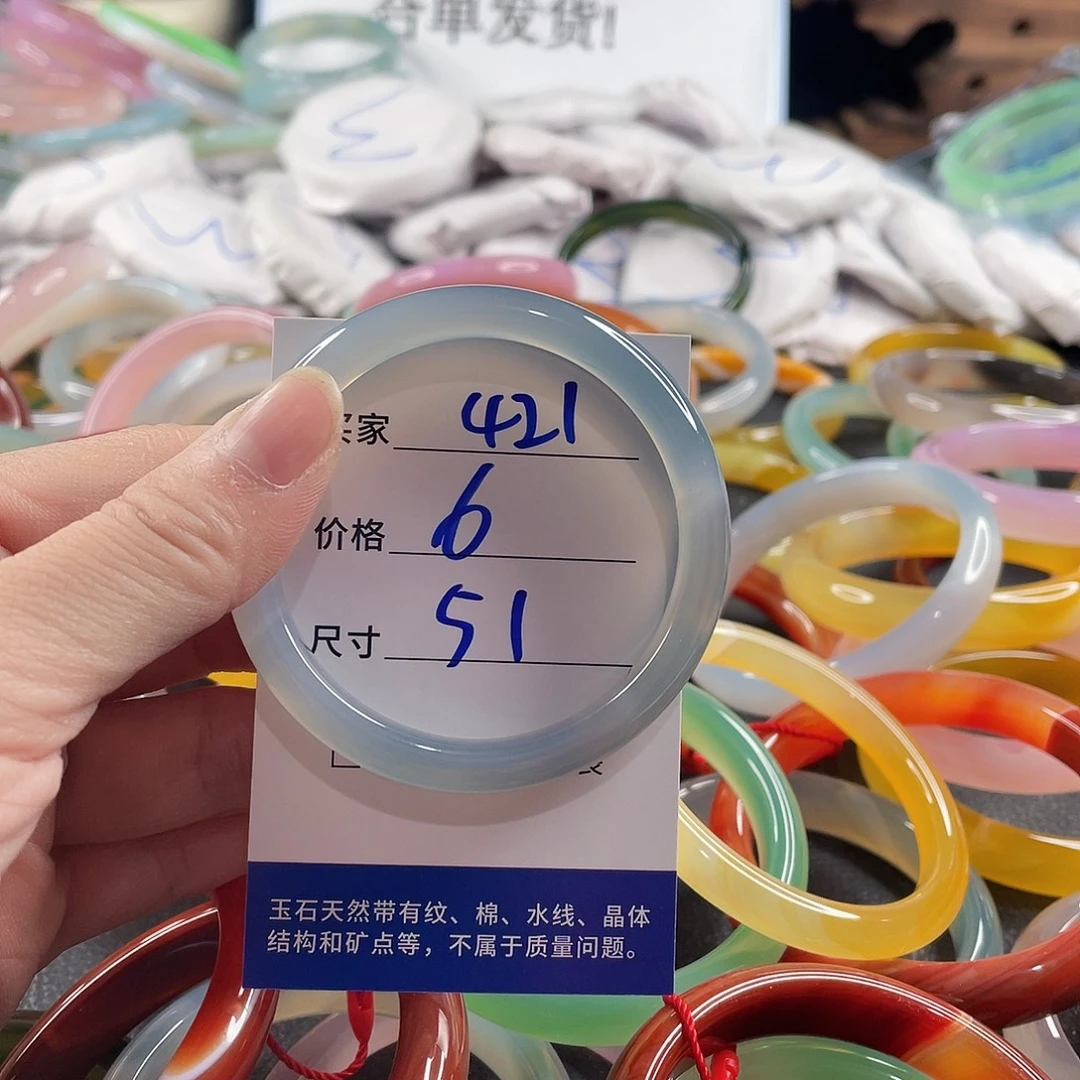 合单发货!
买家 421
价格 6
尺寸 51
玉石天然带有纹、棉、水线、晶体
结构和矿点等，不属于质量问题。